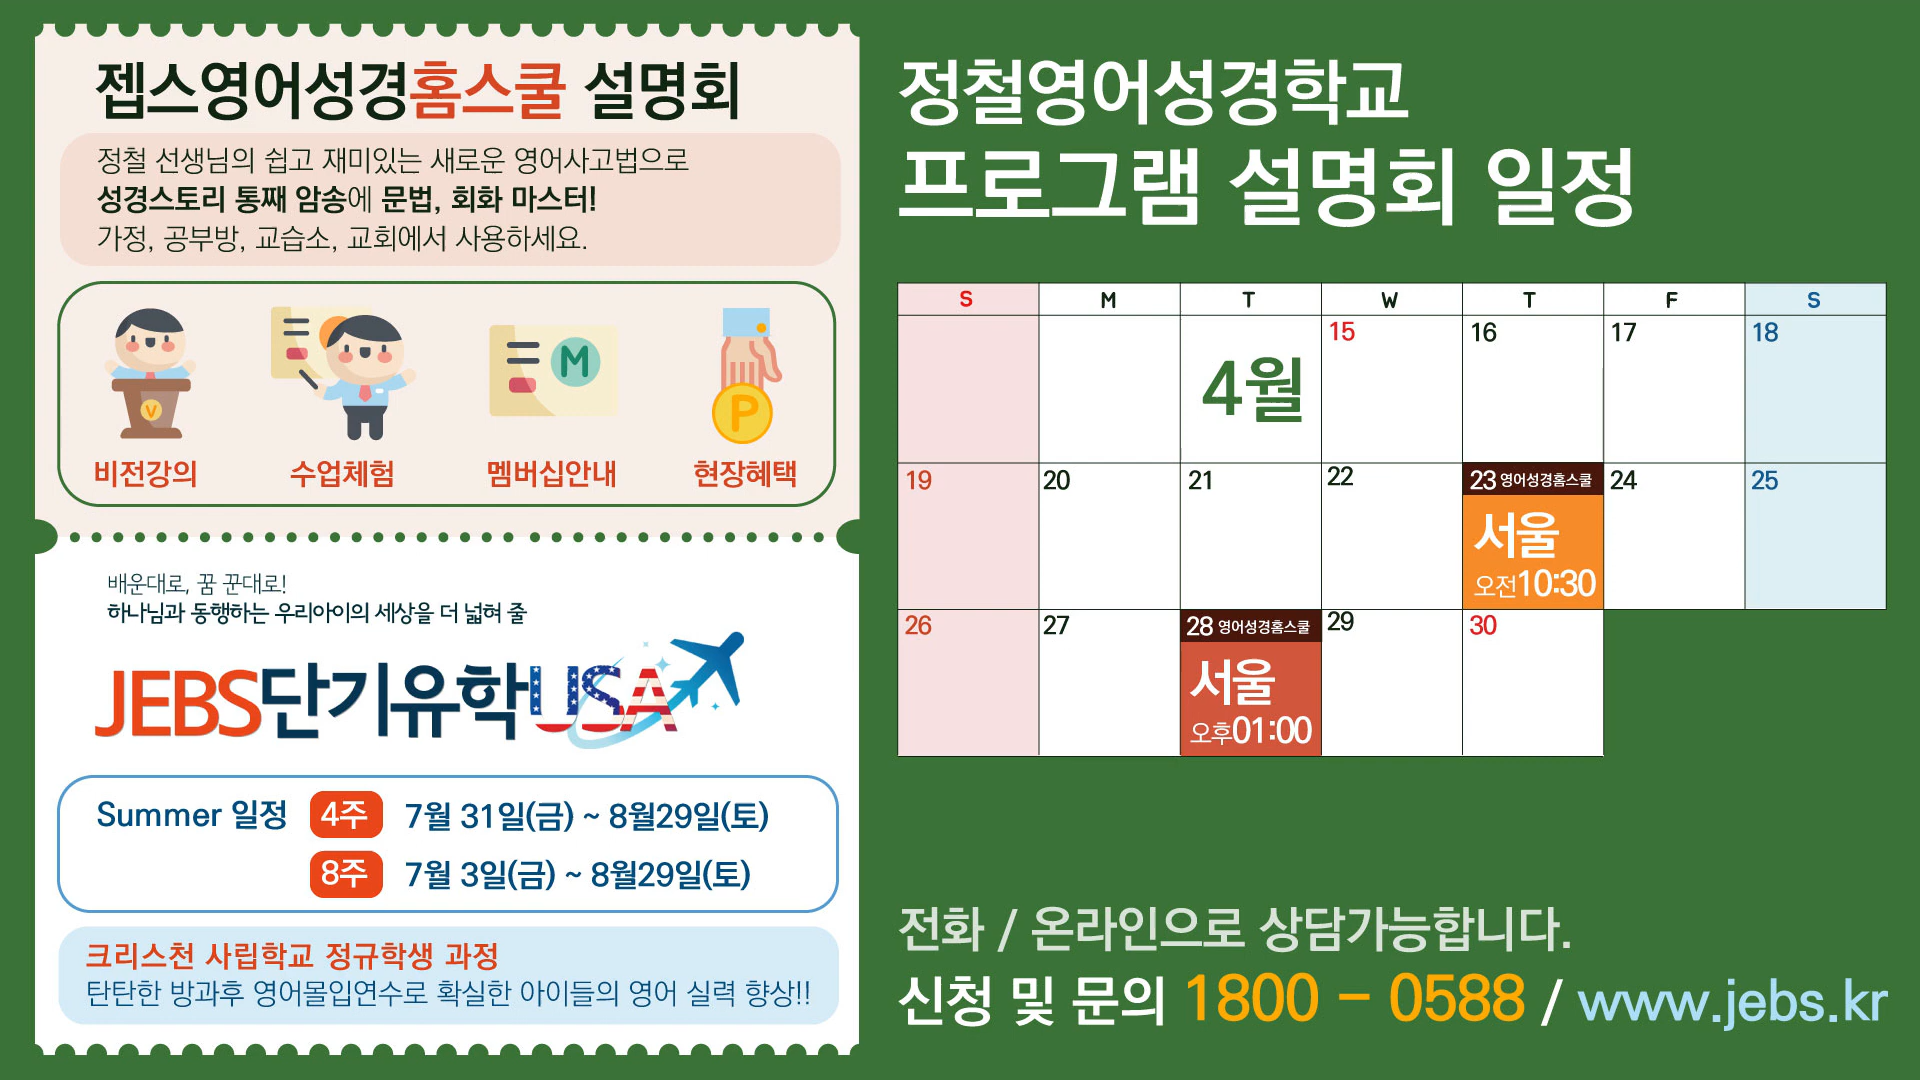 젭스영어성경홈스쿨 설명회
정철 선생님의 쉽고 재미있는 새로운 영어사고법으로
성경스토리 통째 암송에 문법, 회화 마스터!
가정, 공부방, 교습소, 교회에서 사용하세요.
V
M
P
비전강의
수업체험
멤버십안내
현장혜택
배운대로, 꿈 꾼대로!
하나님과 동행하는 우리아이의 세상을 더 넓혀 줄
JEBS단기유학USA
Summer 일정 4주 7월 31일(금) ~ 8월29일(토)
8주 7월 3일(금) ~ 8월29일(토)
크리스천 사립학교 정규학생 과정
탄탄한 방과후 영어몰입연수로 확실한 아이들의 영어 실력 향상!!
정철영어성경학교
프로그램 설명회 일정
S M T W T F S
4월
15 16 17 18
19 20 21 22 23 영어성경홈스쿨 24 25
서울
오전10:30
26 27 28 영어성경홈스쿨 29 30
서울
오후01:00
전화 / 온라인으로 상담가능합니다.
신청 및 문의 1800 - 0588 / www.jebs.kr